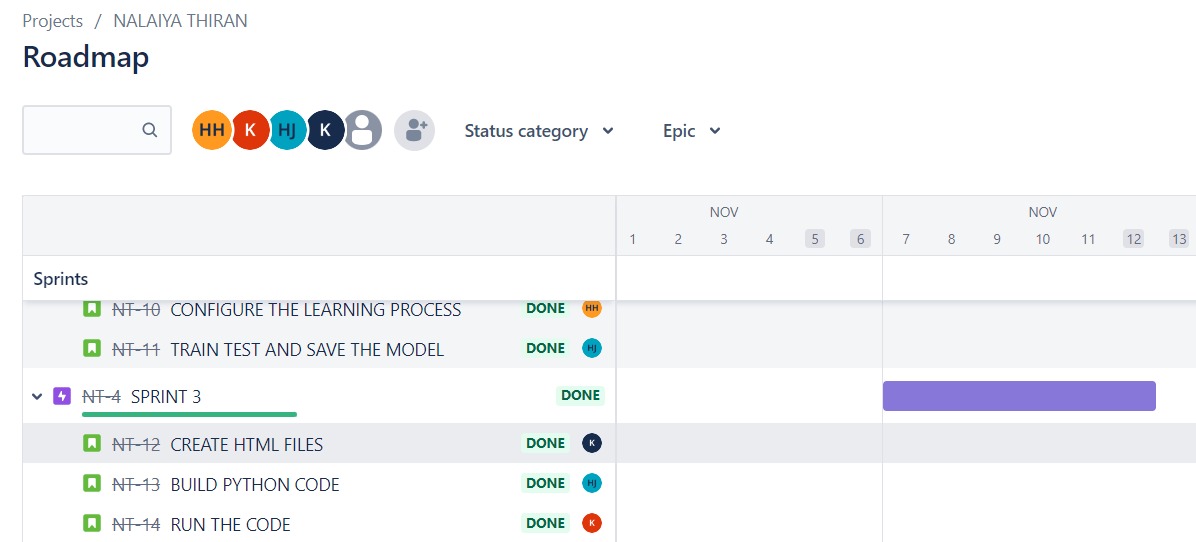 Projects / NALAIYA THIRAN
Roadmap
HH K HJ K Status category Epic
NOV NOV
1 2 3 4 5 6 7 8 9 10 11 12 13
Sprints
NT-10 CONFIGURE THE LEARNING PROCESS DONE HH
NT-11 TRAIN TEST AND SAVE THE MODEL DONE HJ
NT-4 SPRINT 3 DONE
NT-12 CREATE HTML FILES DONE K
NT-13 BUILD PYTHON CODE DONE HJ
NT-14 RUN THE CODE DONE K